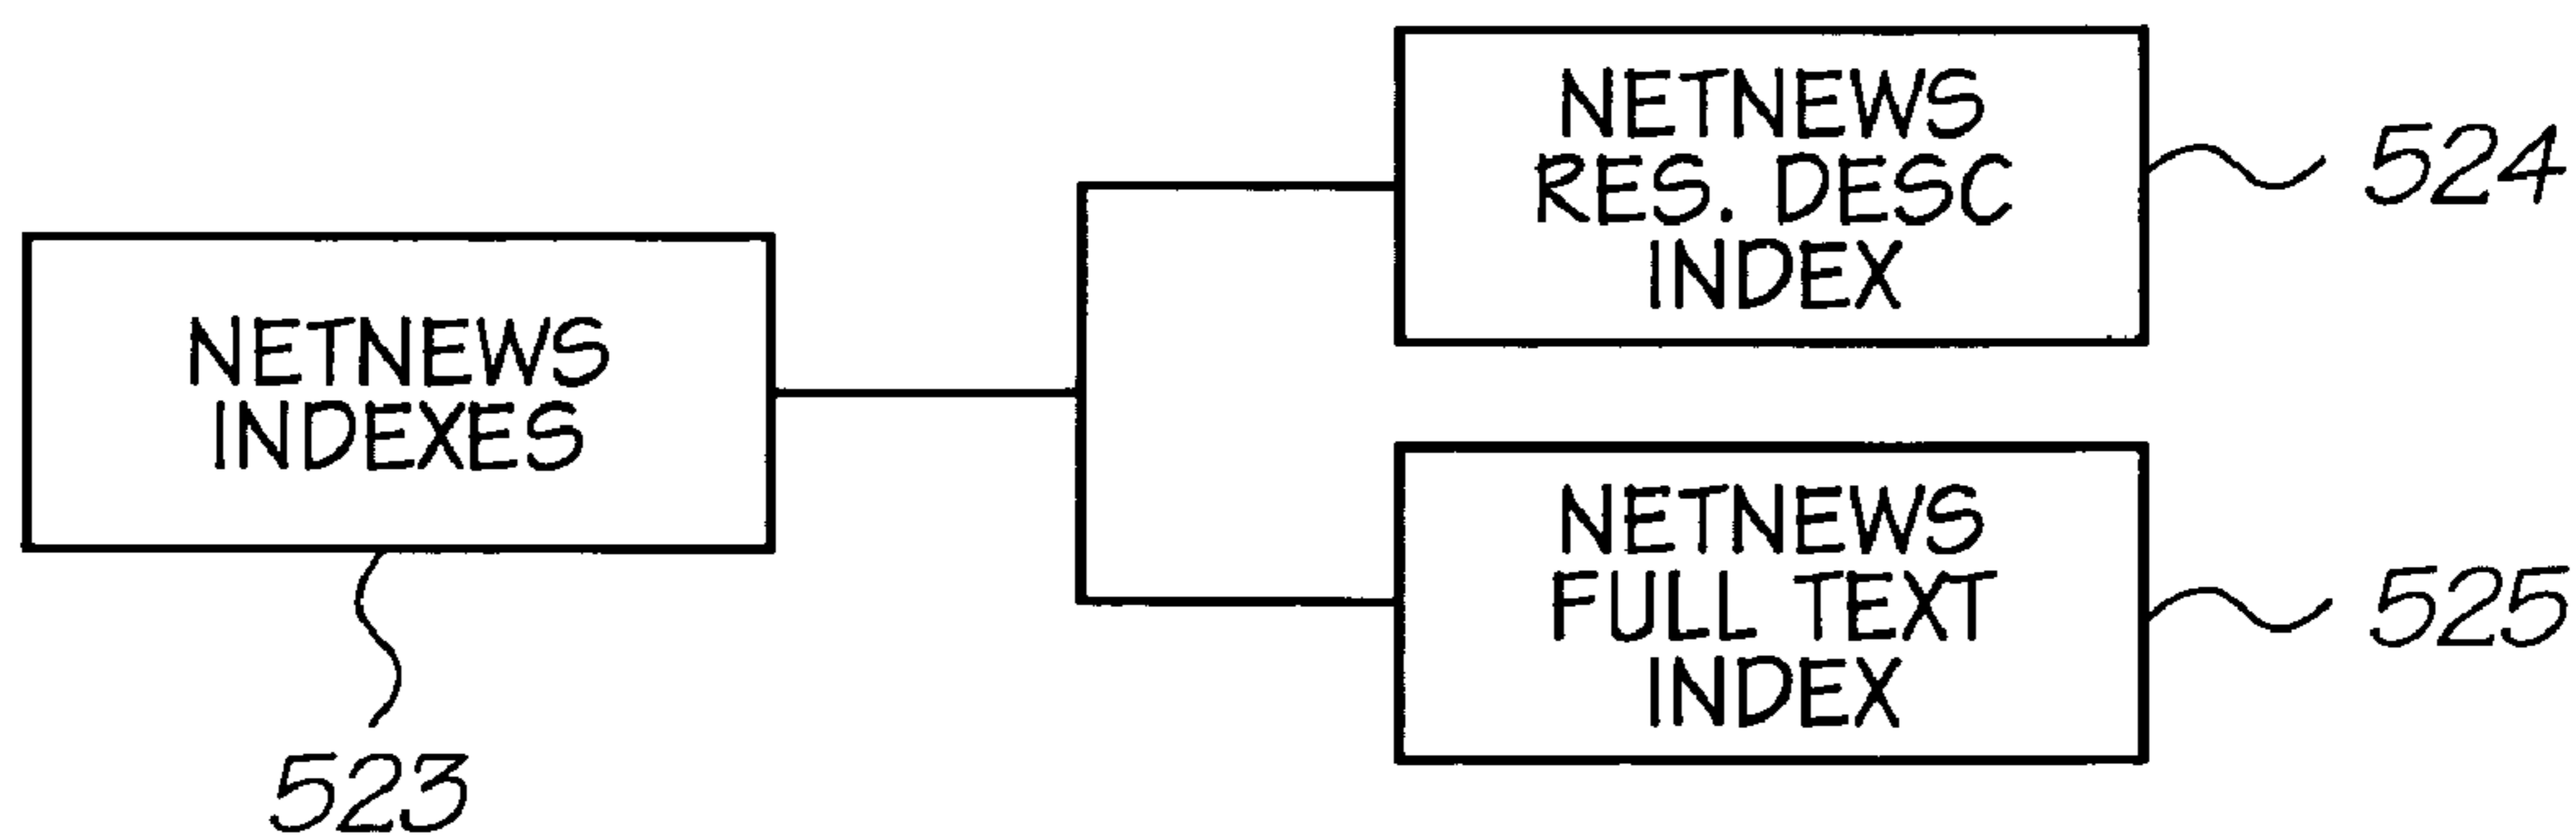 NETNEWS
INDEXES
523
NETNEWS
RES. DESC
INDEX
524
NETNEWS
FULL TEXT
INDEX
525